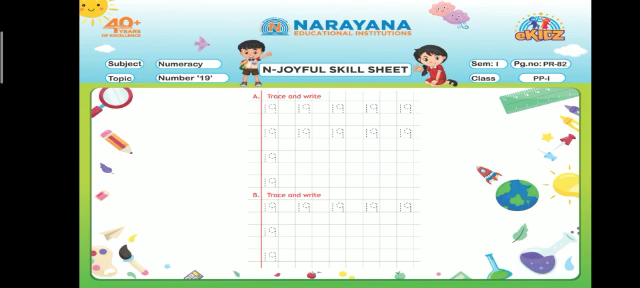 40+
YEARS
OF EXCELLENCE
NARAYANA
EDUCATIONAL INSTITUTIONS
eKIDZ
Subject Numeracy
Topic Number '19'
N-JOYFUL SKILL SHEET
Sem: I Pg.no: PR-82
Class PP-I
A. Trace and write
19 19 19 19 19
19 19 19 19 19
19
19
B. Trace and write
19 19 19 19 19
19
19